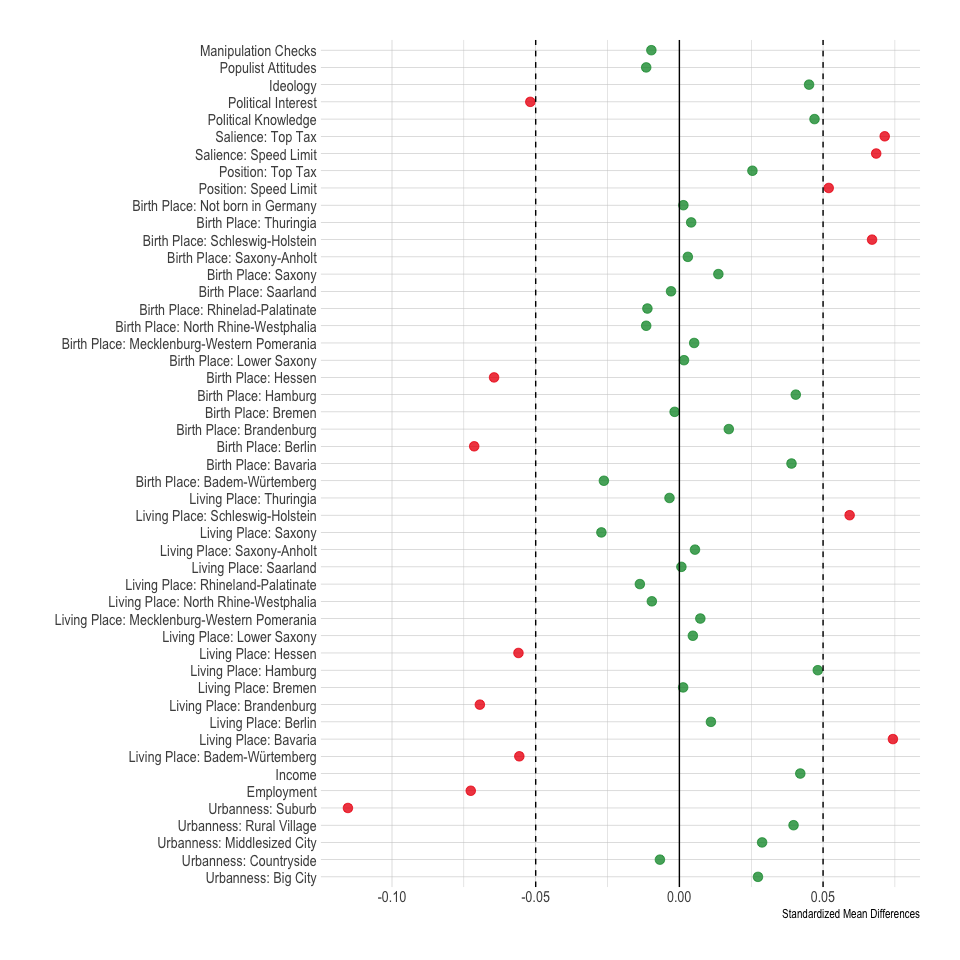 Manipulation Checks
Populist Attitudes
Ideology
Political Interest
Political Knowledge
Salience: Top Tax
Salience: Speed Limit
Position: Top Tax
Position: Speed Limit
Birth Place: Not born in Germany
Birth Place: Thuringia
Birth Place: Schleswig-Holstein
Birth Place: Saxony-Anholt
Birth Place: Saxony
Birth Place: Saarland
Birth Place: Rhinelad-Palatinate
Birth Place: North Rhine-Westphalia
Birth Place: Mecklenburg-Western Pomerania
Birth Place: Lower Saxony
Birth Place: Hessen
Birth Place: Hamburg
Birth Place: Bremen
Birth Place: Brandenburg
Birth Place: Berlin
Birth Place: Bavaria
Birth Place: Badem-Würtemberg
Living Place: Thuringia
Living Place: Schleswig-Holstein
Living Place: Saxony
Living Place: Saxony-Anholt
Living Place: Saarland
Living Place: Rhineland-Palatinate
Living Place: North Rhine-Westphalia
Living Place: Mecklenburg-Western Pomerania
Living Place: Lower Saxony
Living Place: Hessen
Living Place: Hamburg
Living Place: Bremen
Living Place: Brandenburg
Living Place: Berlin
Living Place: Bavaria
Living Place: Badem-Würtemberg
Income
Employment
Urbanness: Suburb
Urbanness: Rural Village
Urbanness: Middlesized City
Urbanness: Countryside
Urbanness: Big City
-0.10 -0.05 0.00 0.05
Standardized Mean Differences